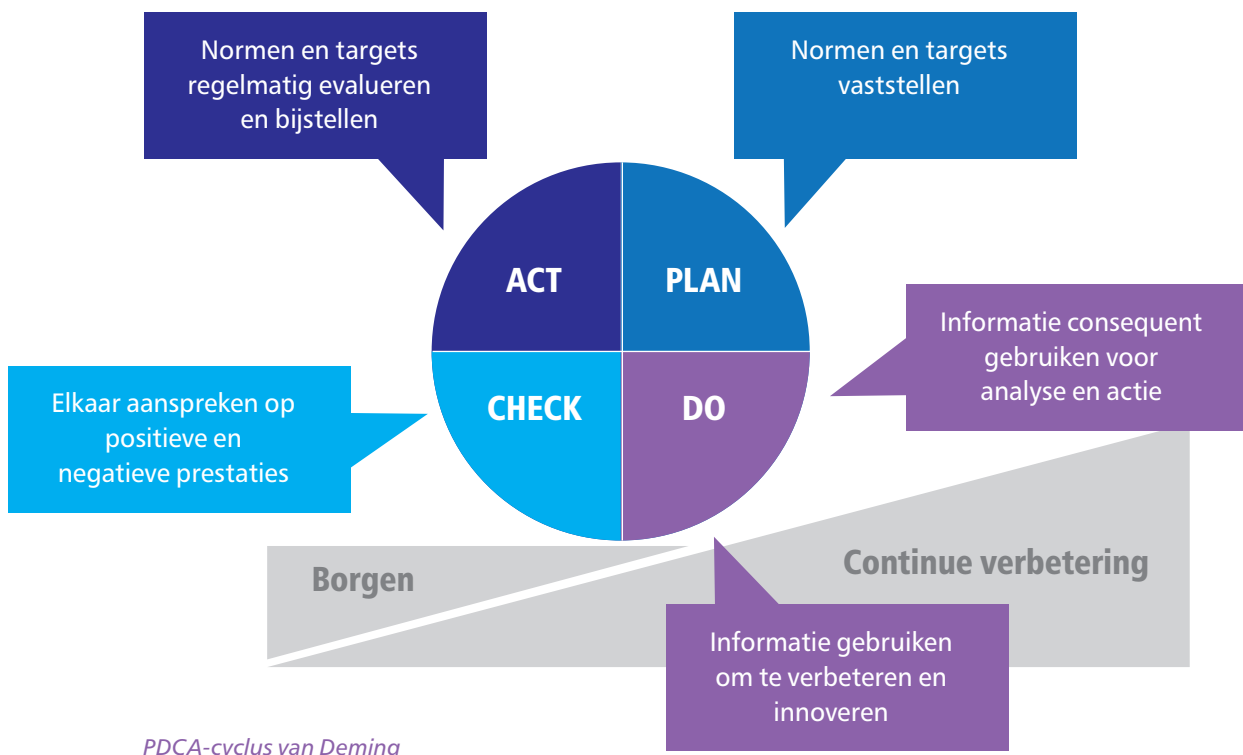 Normen en targets
regelmatig evalueren
en bijstellen
Normen en targets
vaststellen
ACT
PLAN
Informatie consequent
gebruiken voor
analyse en actie
Elkaar aanspreken op
positieve en
negatieve prestaties
CHECK
DO
Borgen
Continue verbetering
Informatie gebruiken
om te verbeteren en
innoveren
PDCA-cyclus van Deming